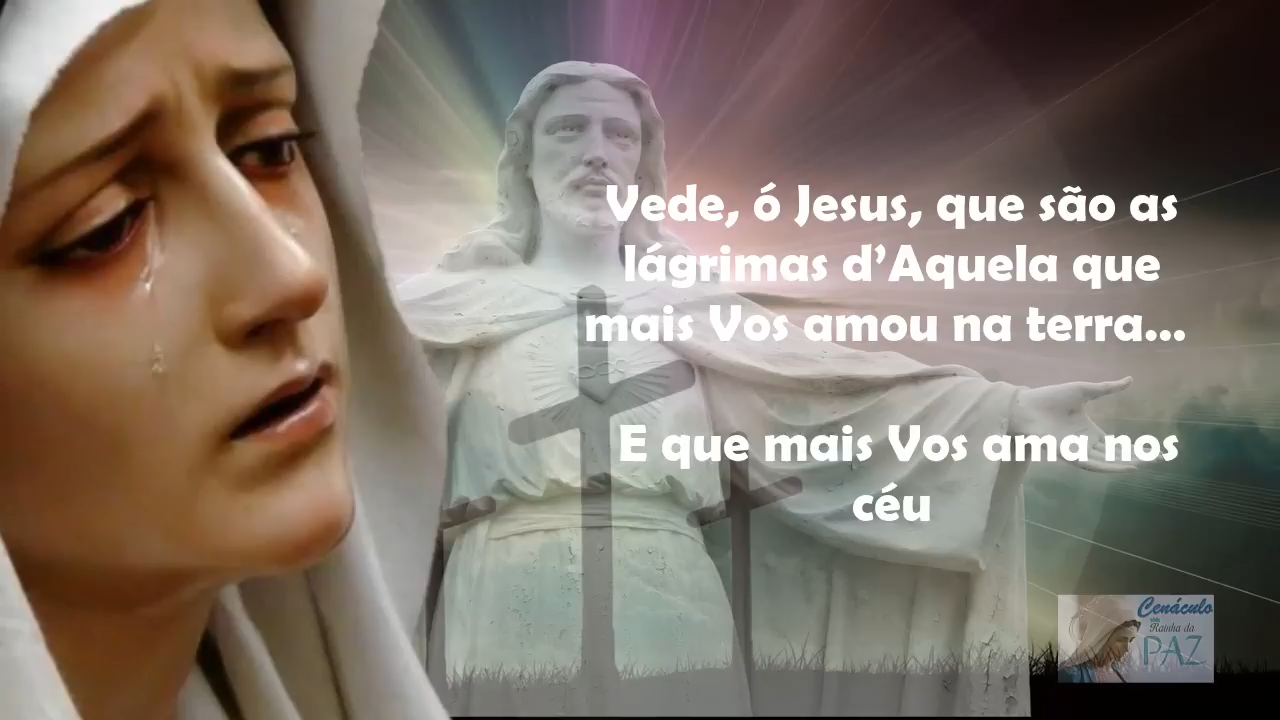 Vede, ó Jesus, que são as
lágrimas d’Aquela que
mais Vos amou na terra...
E que mais Vos ama nos
céu
Cenáculo
Rainha da
PAZ